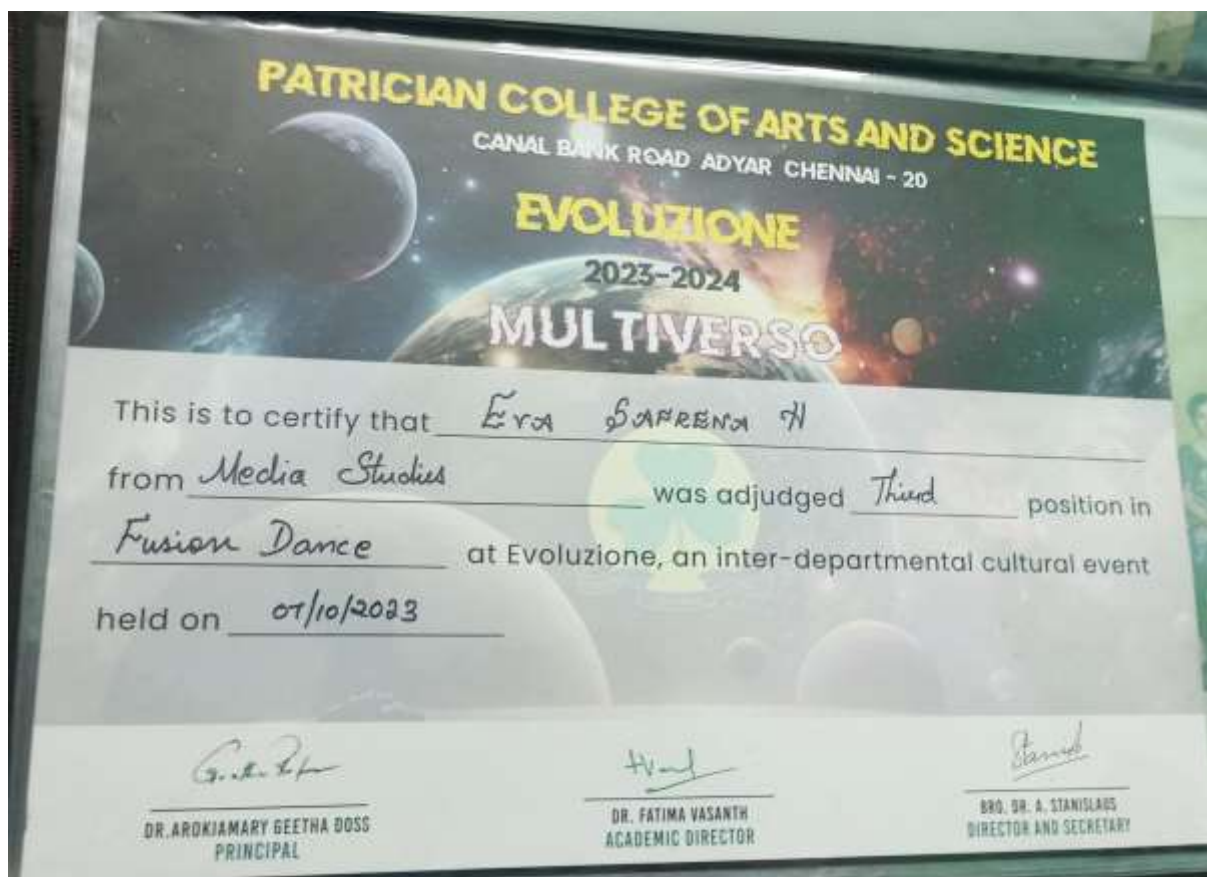 PATRICIAN COLLEGE OF ARTS AND SCIENCE
CANAL BANK ROAD ADYAR CHENNAI - 20
EVOLUZIONE
2023-2024
MULTIVERSO
This is to certify that Eva Safrena H
from Media Studies was adjudged Third position in
Fusion Dance at Evoluzione, an inter-departmental cultural event
held on 07/10/2023
DR.AROKIAMARY GEETHA DOSS
PRINCIPAL
DR. FATIMA VASANTH
ACADEMIC DIRECTOR
BRO. DR. A. STANISLAUS
DIRECTOR AND SECRETARY